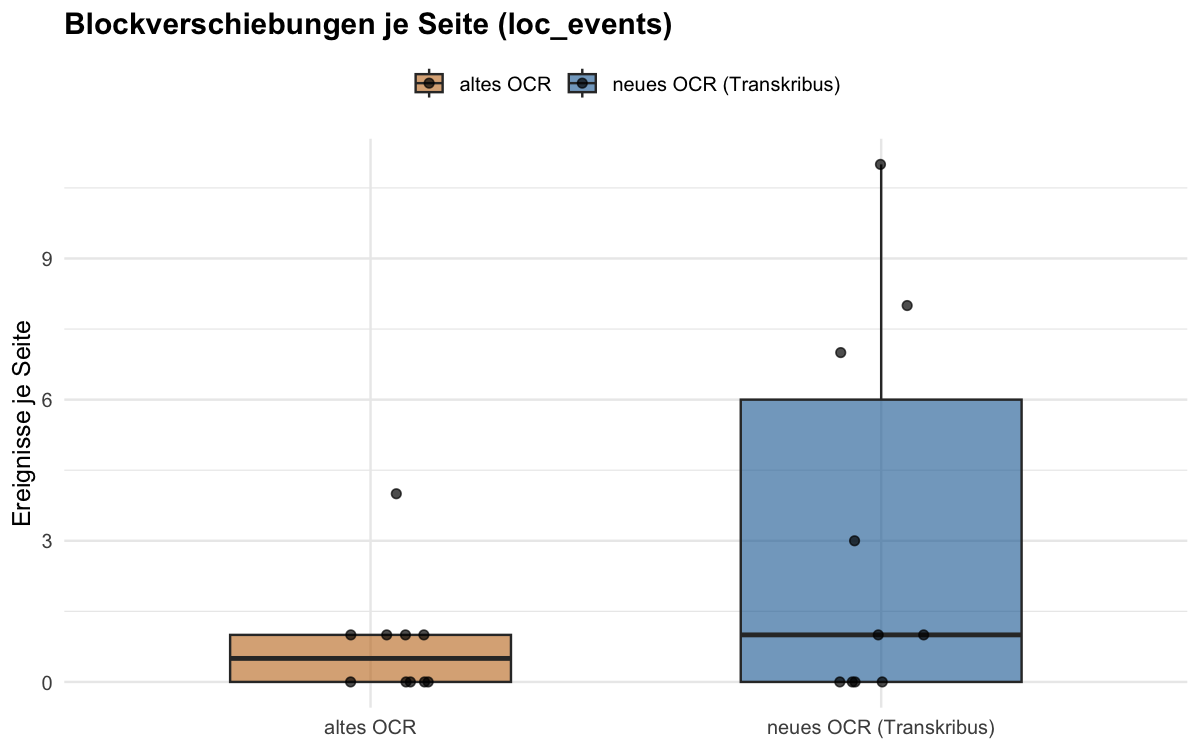 Blockverschiebungen je Seite (loc_events)
altes OCR neues OCR (Transkribus)
Ereignisse je Seite
9
6
3
0
altes OCR neues OCR (Transkribus)